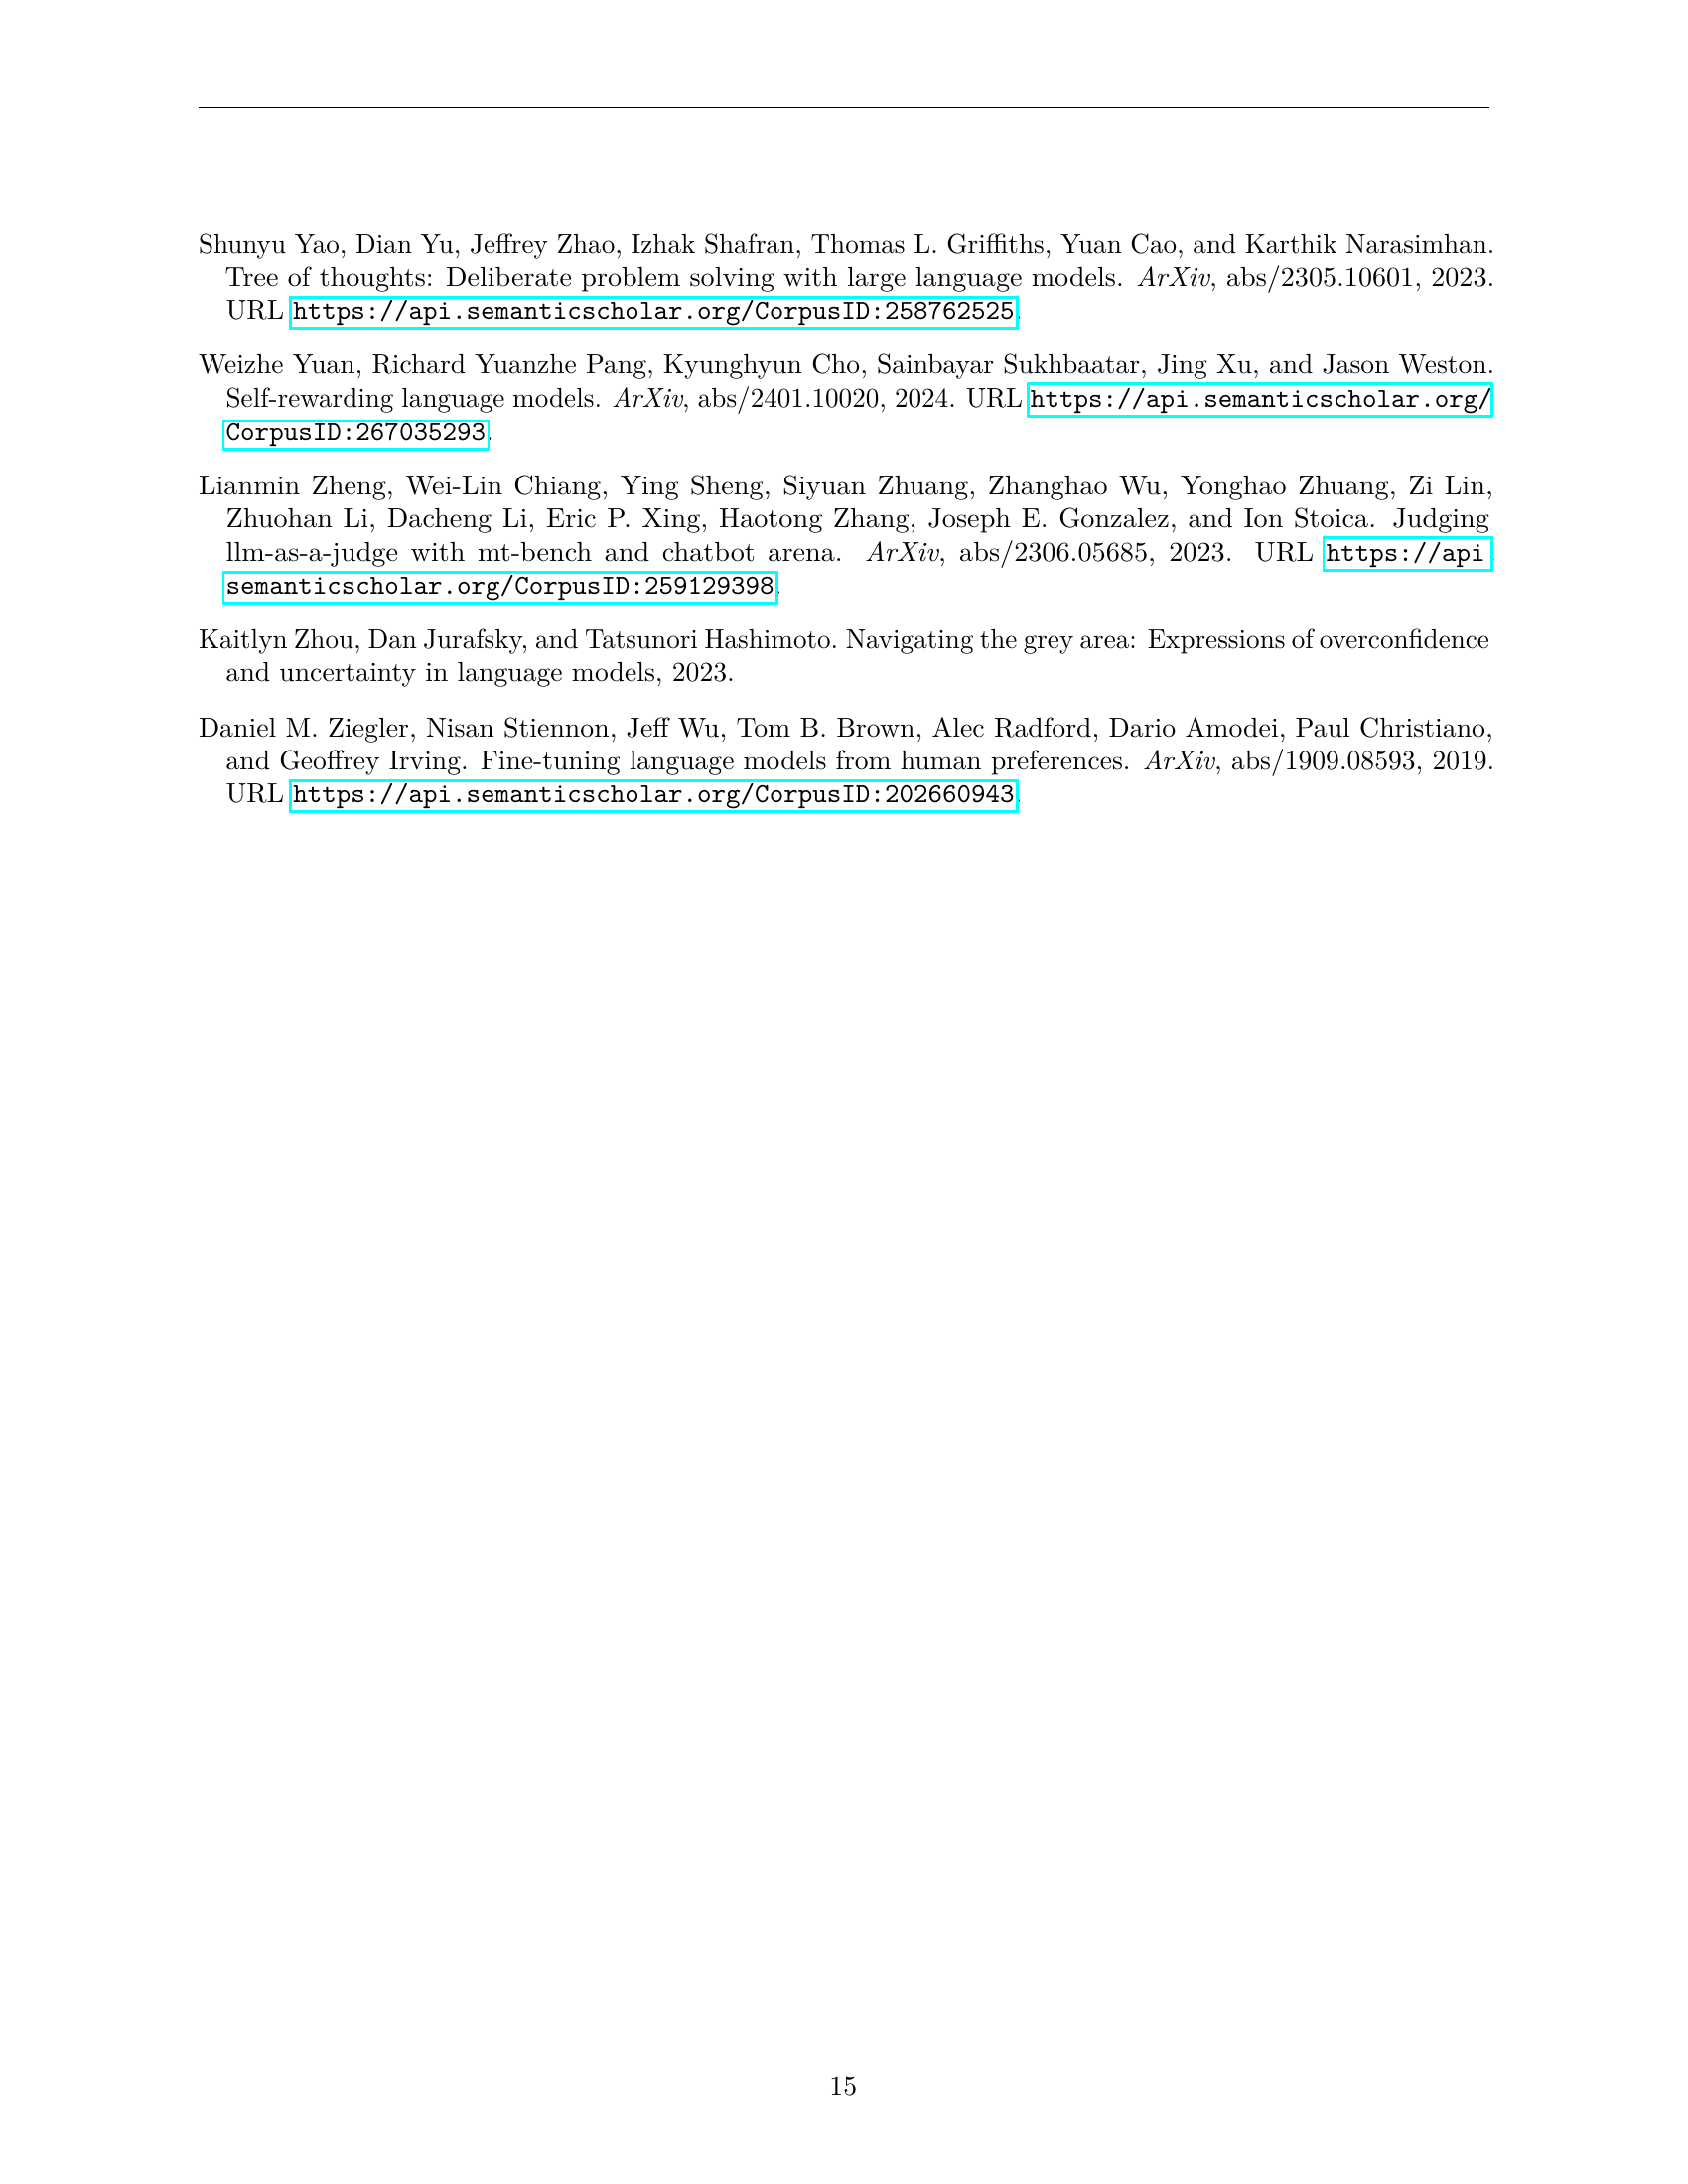 Shunyu Yao, Dian Yu, Jeffrey Zhao, Izhak Shafran, Thomas L. Griffiths, Yuan Cao, and Karthik Narasimhan.
Tree of thoughts: Deliberate problem solving with large language models. ArXiv, abs/2305.10601, 2023.
URL https://api.semanticscholar.org/CorpusID:258762525.
Weizhe Yuan, Richard Yuanzhe Pang, Kyunghyun Cho, Sainbayar Sukhbaatar, Jing Xu, and Jason Weston.
Self-rewarding language models. ArXiv, abs/2401.10020, 2024. URL https://api.semanticscholar.org/
CorpusID:267035293.
Lianmin Zheng, Wei-Lin Chiang, Ying Sheng, Siyuan Zhuang, Zhanghao Wu, Yonghao Zhuang, Zi Lin,
Zhuohan Li, Dacheng Li, Eric P. Xing, Haotong Zhang, Joseph E. Gonzalez, and Ion Stoica. Judging
llm-as-a-judge with mt-bench and chatbot arena. ArXiv, abs/2306.05685, 2023. URL https://api.
semanticscholar.org/CorpusID:259129398.
Kaitlyn Zhou, Dan Jurafsky, and Tatsunori Hashimoto. Navigating the grey area: Expressions of overconfidence
and uncertainty in language models, 2023.
Daniel M. Ziegler, Nisan Stiennon, Jeff Wu, Tom B. Brown, Alec Radford, Dario Amodei, Paul Christiano,
and Geoffrey Irving. Fine-tuning language models from human preferences. ArXiv, abs/1909.08593, 2019.
URL https://api.semanticscholar.org/CorpusID:202660943.
15